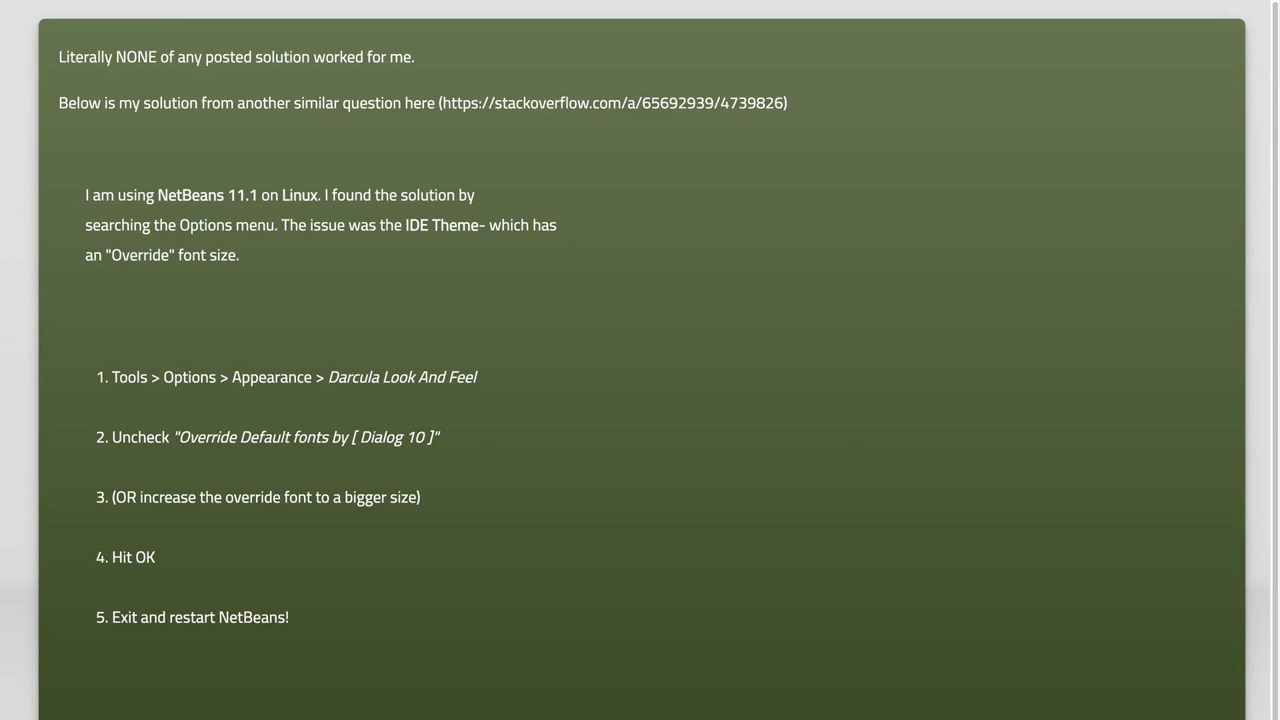 Literally NONE of any posted solution worked for me.
Below is my solution from another similar question here (https://stackoverflow.com/a/65692939/4739826)
I am using NetBeans 11.1 on Linux. I found the solution by
searching the Options menu. The issue was the IDE Theme- which has
an "Override" font size.
1. Tools > Options > Appearance > Darcula Look And Feel
2. Uncheck "Override Default fonts by [ Dialog 10 ]"
3. (OR increase the override font to a bigger size)
4. Hit OK
5. Exit and restart NetBeans!